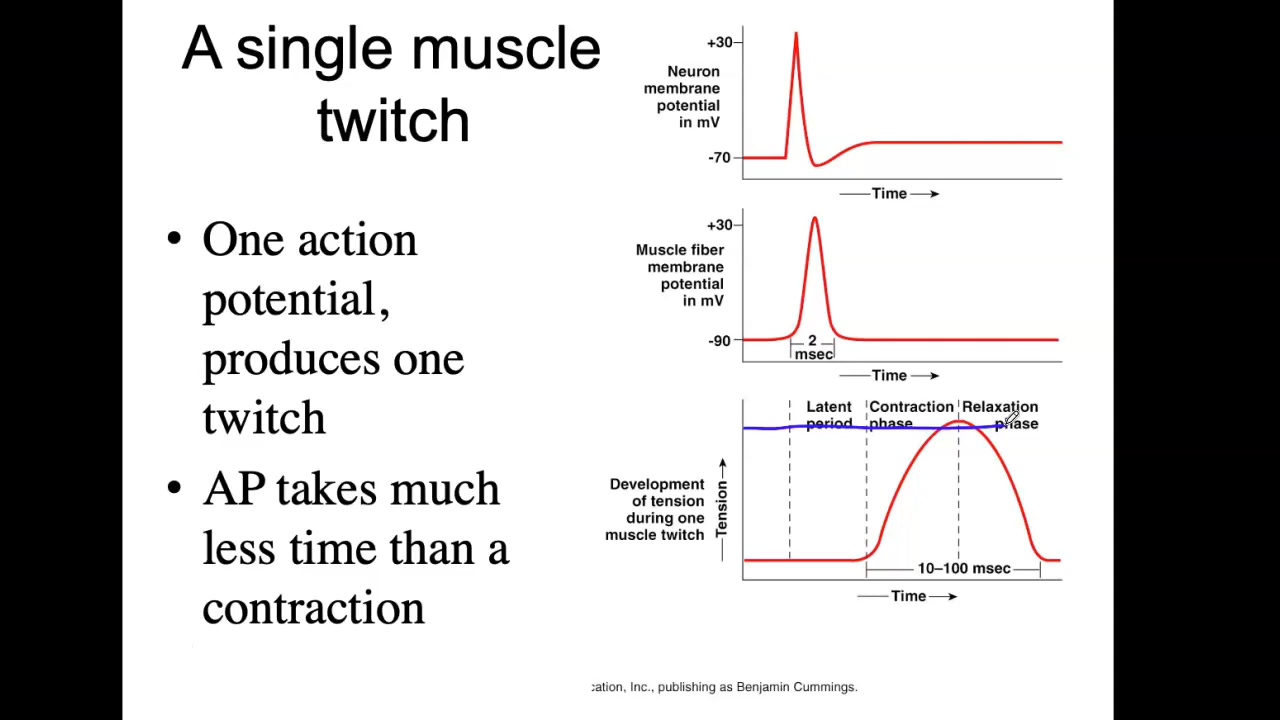 A single muscle
twitch
• One action
potential,
produces one
twitch
• AP takes much
less time than a
contraction
+30
Neuron
membrane
potential
in mV
-70
Time
+30
Muscle fiber
membrane
potential
in mV
-90
2
msec
Time
Latent
period
Contraction
phase
Relaxation
phase
Development
of tension
during one
muscle twitch
Tension
10–100 msec
Time
Inc., publishing as Benjamin Cummings.